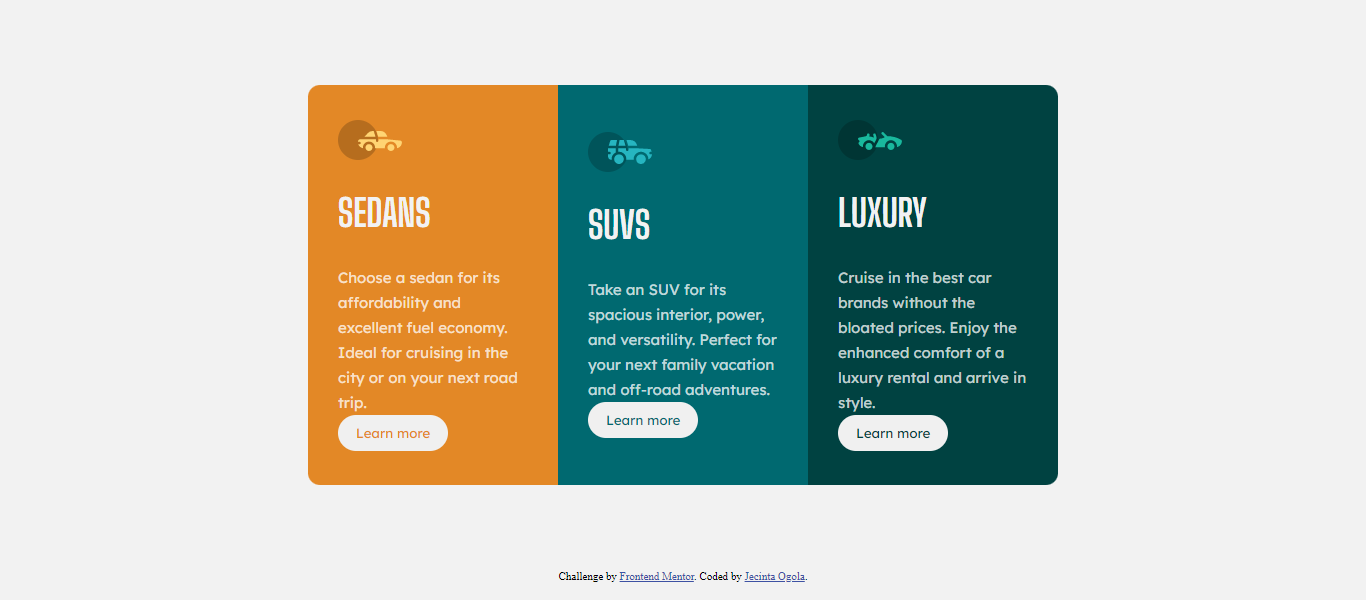 SEDANS
Choose a sedan for its
affordability and
excellent fuel economy.
Ideal for cruising in the
city or on your next road
trip.
Learn more
SUVS
Take an SUV for its
spacious interior, power,
and versatility. Perfect for
your next family vacation
and off-road adventures.
Learn more
LUXURY
Cruise in the best car
brands without the
bloated prices. Enjoy the
enhanced comfort of a
luxury rental and arrive in
style.
Learn more
Challenge by Frontend Mentor. Coded by Jecinta Ogola.